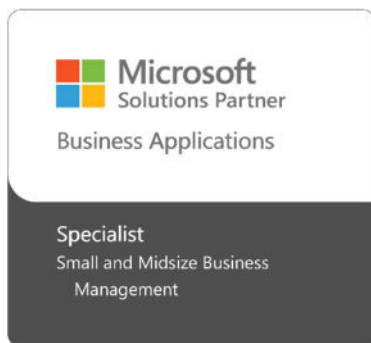 Microsoft
Solutions Partner
Business Applications
Specialist
Small and Midsize Business
Management